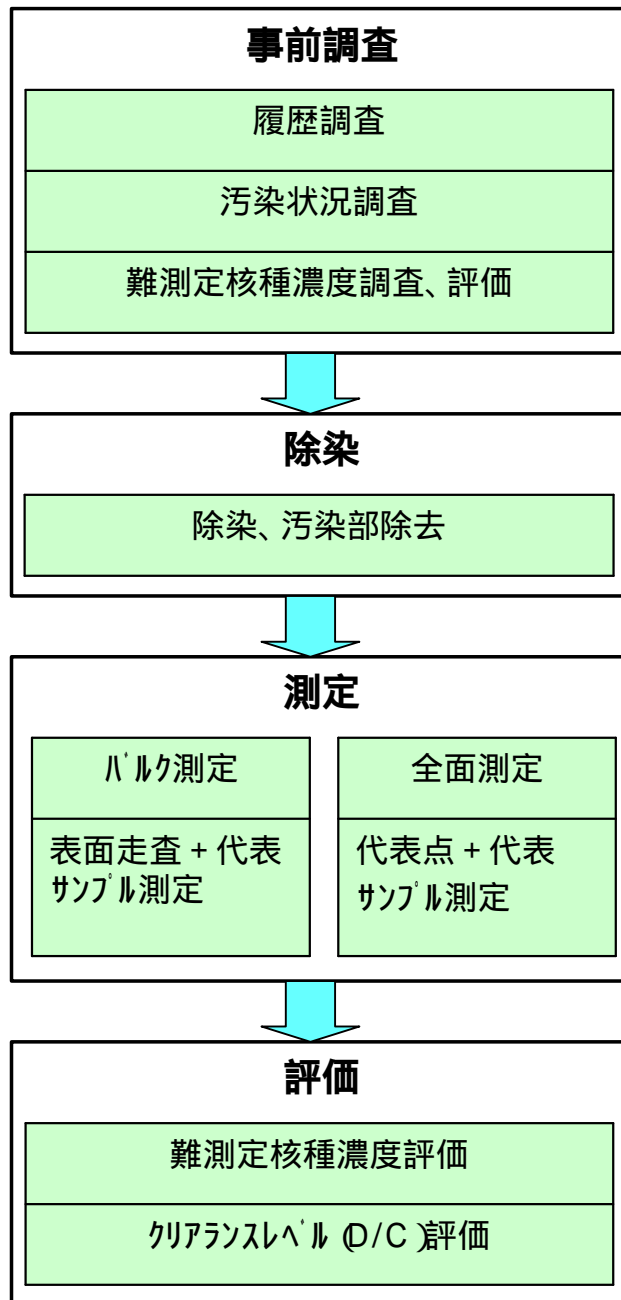 事前調査
履歴調査
汚染状況調査
難測定核種濃度調査、評価
除染
除染、汚染部除去
測定
ﾊﾞﾙｸ測定
表面走査 + 代表
ｻﾝﾌﾟﾙ測定
全面測定
代表点 + 代表
ｻﾝﾌﾟﾙ測定
評価
難測定核種濃度評価
ｸﾘｱﾗﾝｽﾚﾍﾞﾙ (D/C )評価